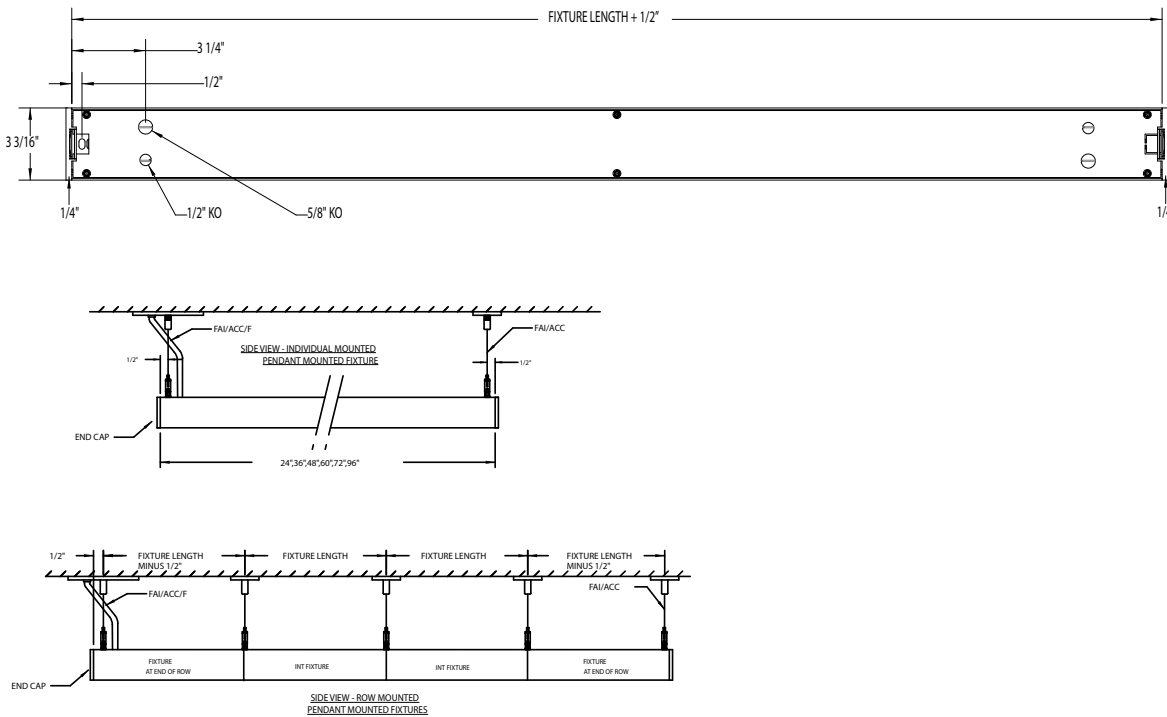 FIXTURE LENGTH + 1/2"
3 1/4"
1/2"
3 3/16"
1/4"
1/2" KO
5/8" KO
FAI/ACC/F
FAI/ACC
SIDE VIEW - INDIVIDUAL MOUNTED
PENDANT MOUNTED FIXTURE
1/2"
1/2"
END CAP
24",36",48",60",72",96"
1/2"
FIXTURE LENGTH
MINUS 1/2"
FIXTURE LENGTH
FIXTURE LENGTH
FIXTURE LENGTH
MINUS 1/2"
FAI/ACC/F
FAI/ACC
FIXTURE
AT END OF ROW
INT FIXTURE
INT FIXTURE
FIXTURE
AT END OF ROW
END CAP
SIDE VIEW - ROW MOUNTED
PENDANT MOUNTED FIXTURES